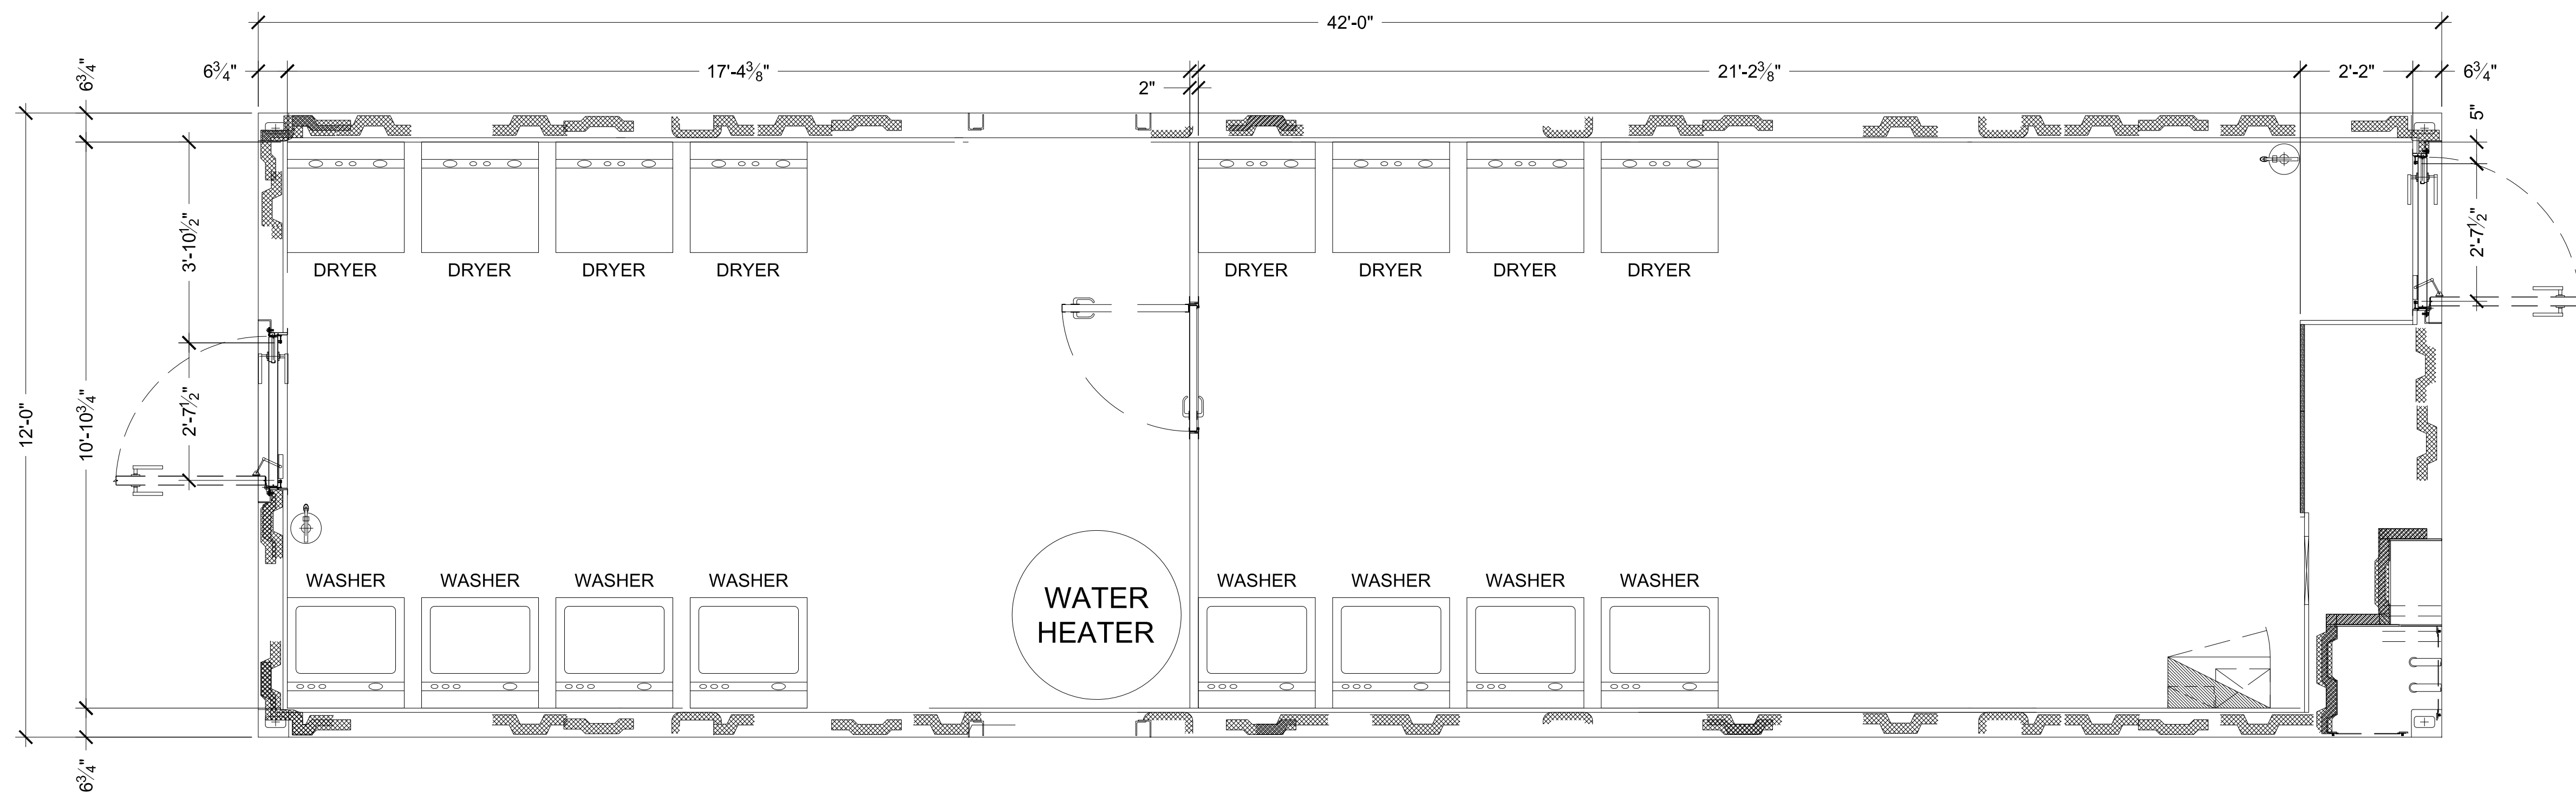 42'-0"
6¾" 17'-4⅜" 21'-2⅜" 2'-2" 6¾"
2"
6¾"
5"
3'-10½"
2'-7½"
DRYER DRYER DRYER DRYER DRYER DRYER DRYER DRYER
12'-0"
10'-10¾"
2'-7½"
WASHER WASHER WASHER WASHER WASHER WASHER WASHER WASHER
WATER
HEATER
6¾"